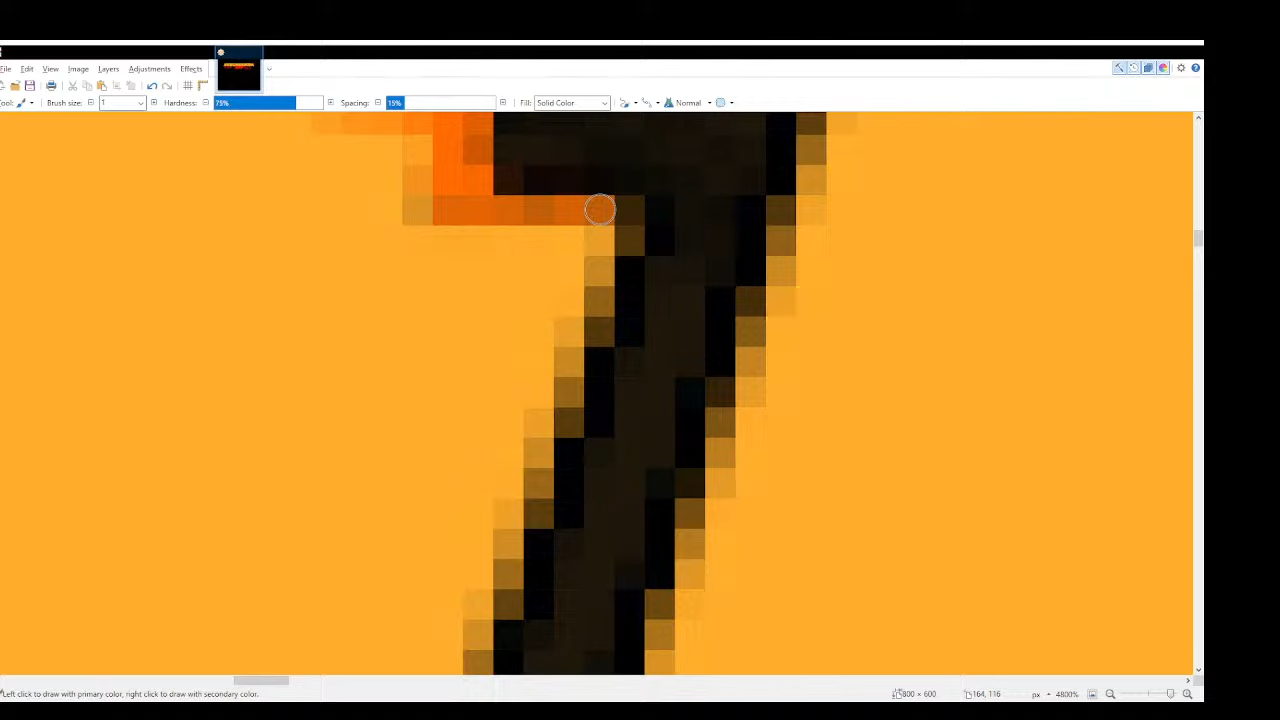 File Edit View Image Layers Adjustments Effects
Tool: Brush size: 1 Hardness: 75% Spacing: 15% Fill: Solid Color Normal
Left click to draw with primary color, right click to draw with secondary color. 800 × 600 164, 116 px 4800%